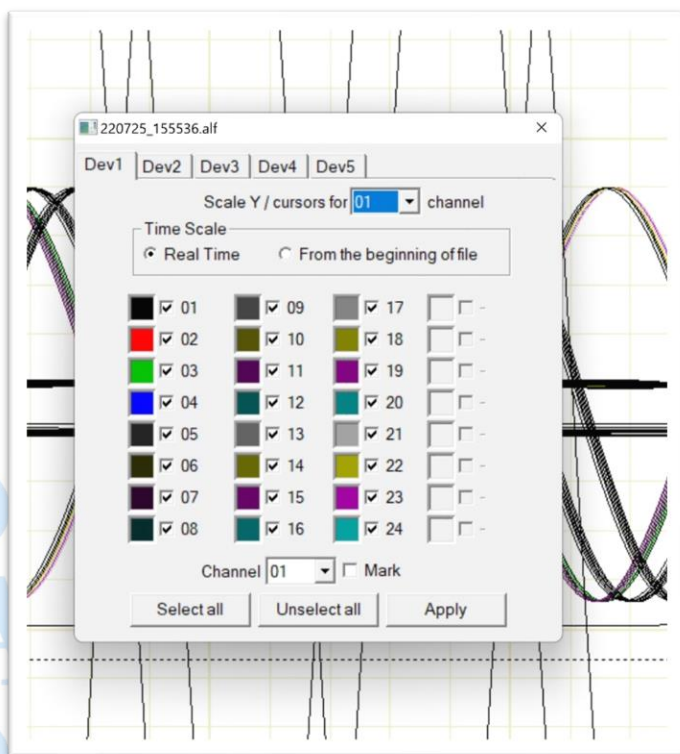 220725_155536.alf
Dev1 Dev2 Dev3 Dev4 Dev5
Scale Y / cursors for 01 channel
Time Scale
Real Time From the beginning of file
01 09 17 -
02 10 18 -
03 11 19 -
04 12 20 -
05 13 21 -
06 14 22 -
07 15 23 -
08 16 24 -
Channel 01 Mark
Select all Unselect all Apply